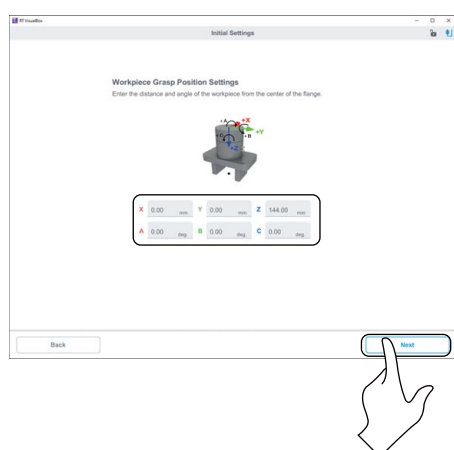 RT VisualBox
Initial Settings
Workpiece Grasp Position Settings
Enter the distance and angle of the workpiece from the center of the flange.
+A +X
+Y
+B
+C
+Z
X 0.00 mm Y 0.00 mm Z 144.00 mm
A 0.00 deg B 0.00 deg C 0.00 deg
Back Next